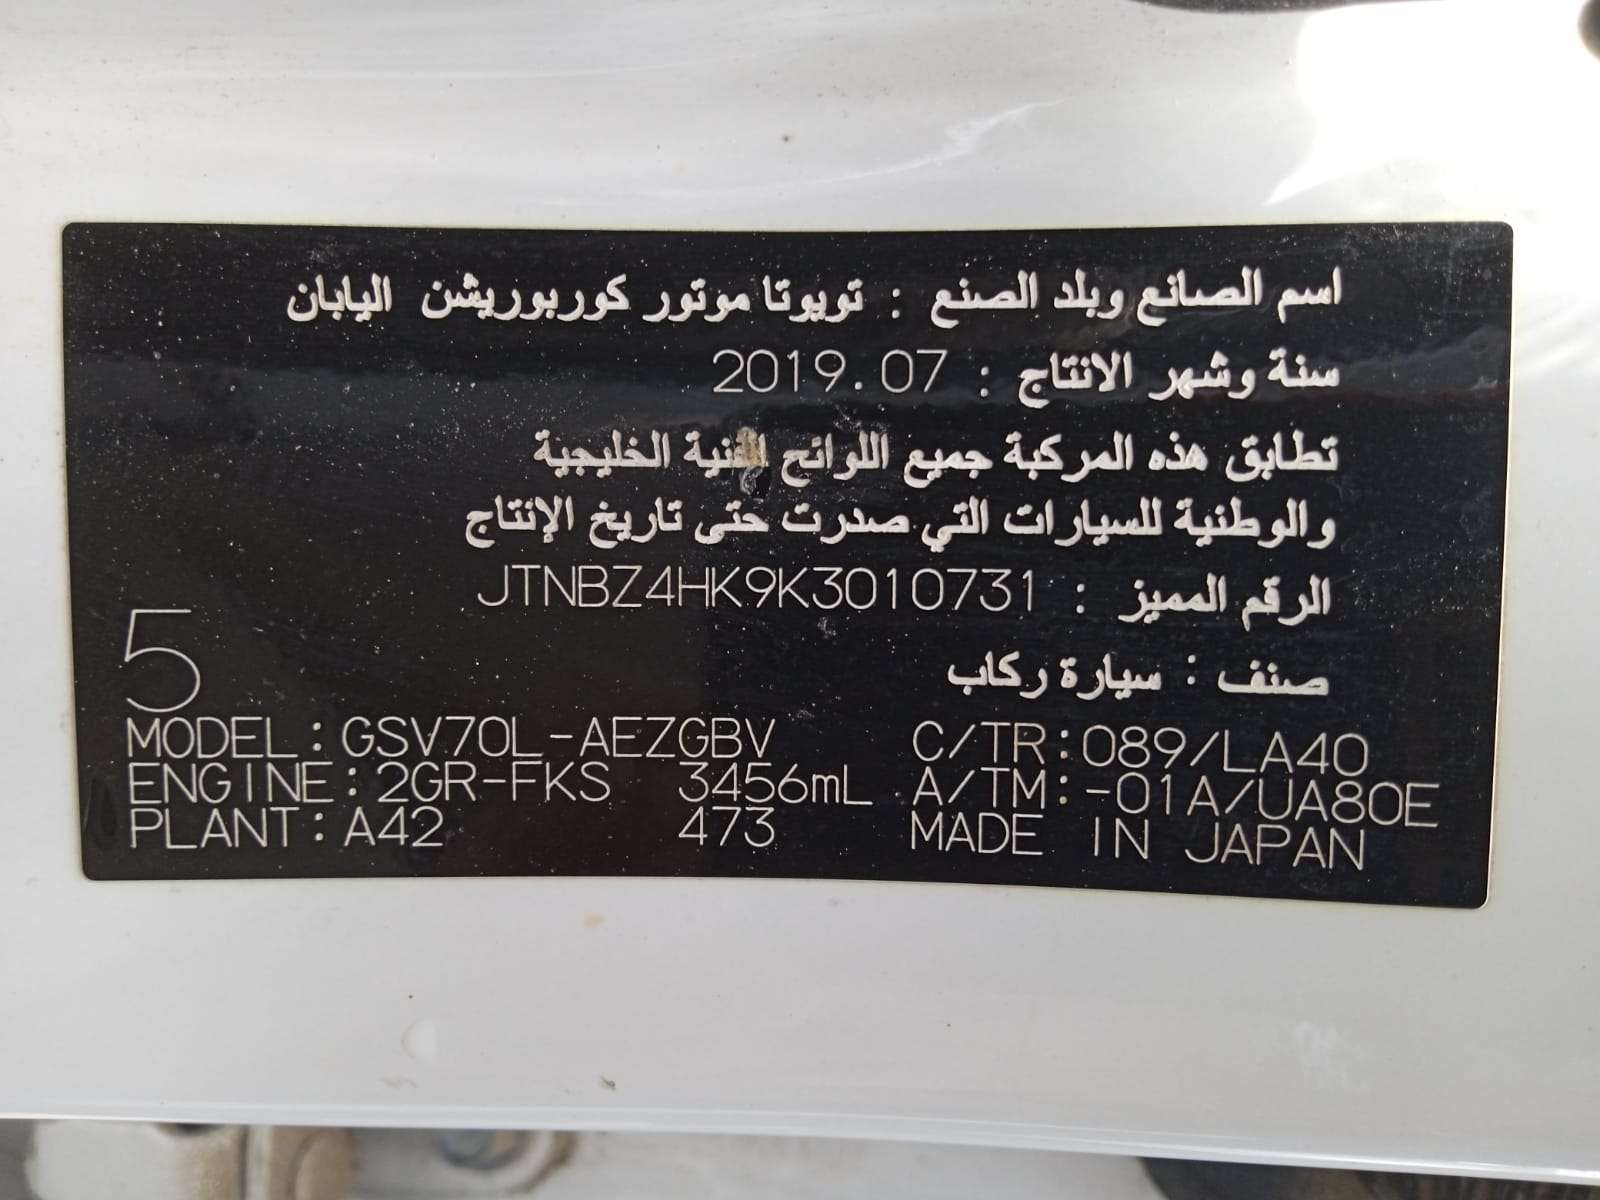 اسم الصانع وبلد الصنع : تويوتا موتور كوربوريشن اليابان
سنة وشهر الانتاج : 2019.07
تطابق هذه المركبة جميع اللوائح الفنية الخليجية
والوطنية للسيارات التي صدرت حتى تاريخ الإنتاج
الرقم المميز : JTNBZ4HK9K3010731
صنف : سيارة ركاب
5
MODEL:GSV70L-AEZGBV C/TR:089/LA40
ENGINE:2GR-FKS 3456mL A/TM:-01A/UA80E
PLANT:A42 473 MADE IN JAPAN